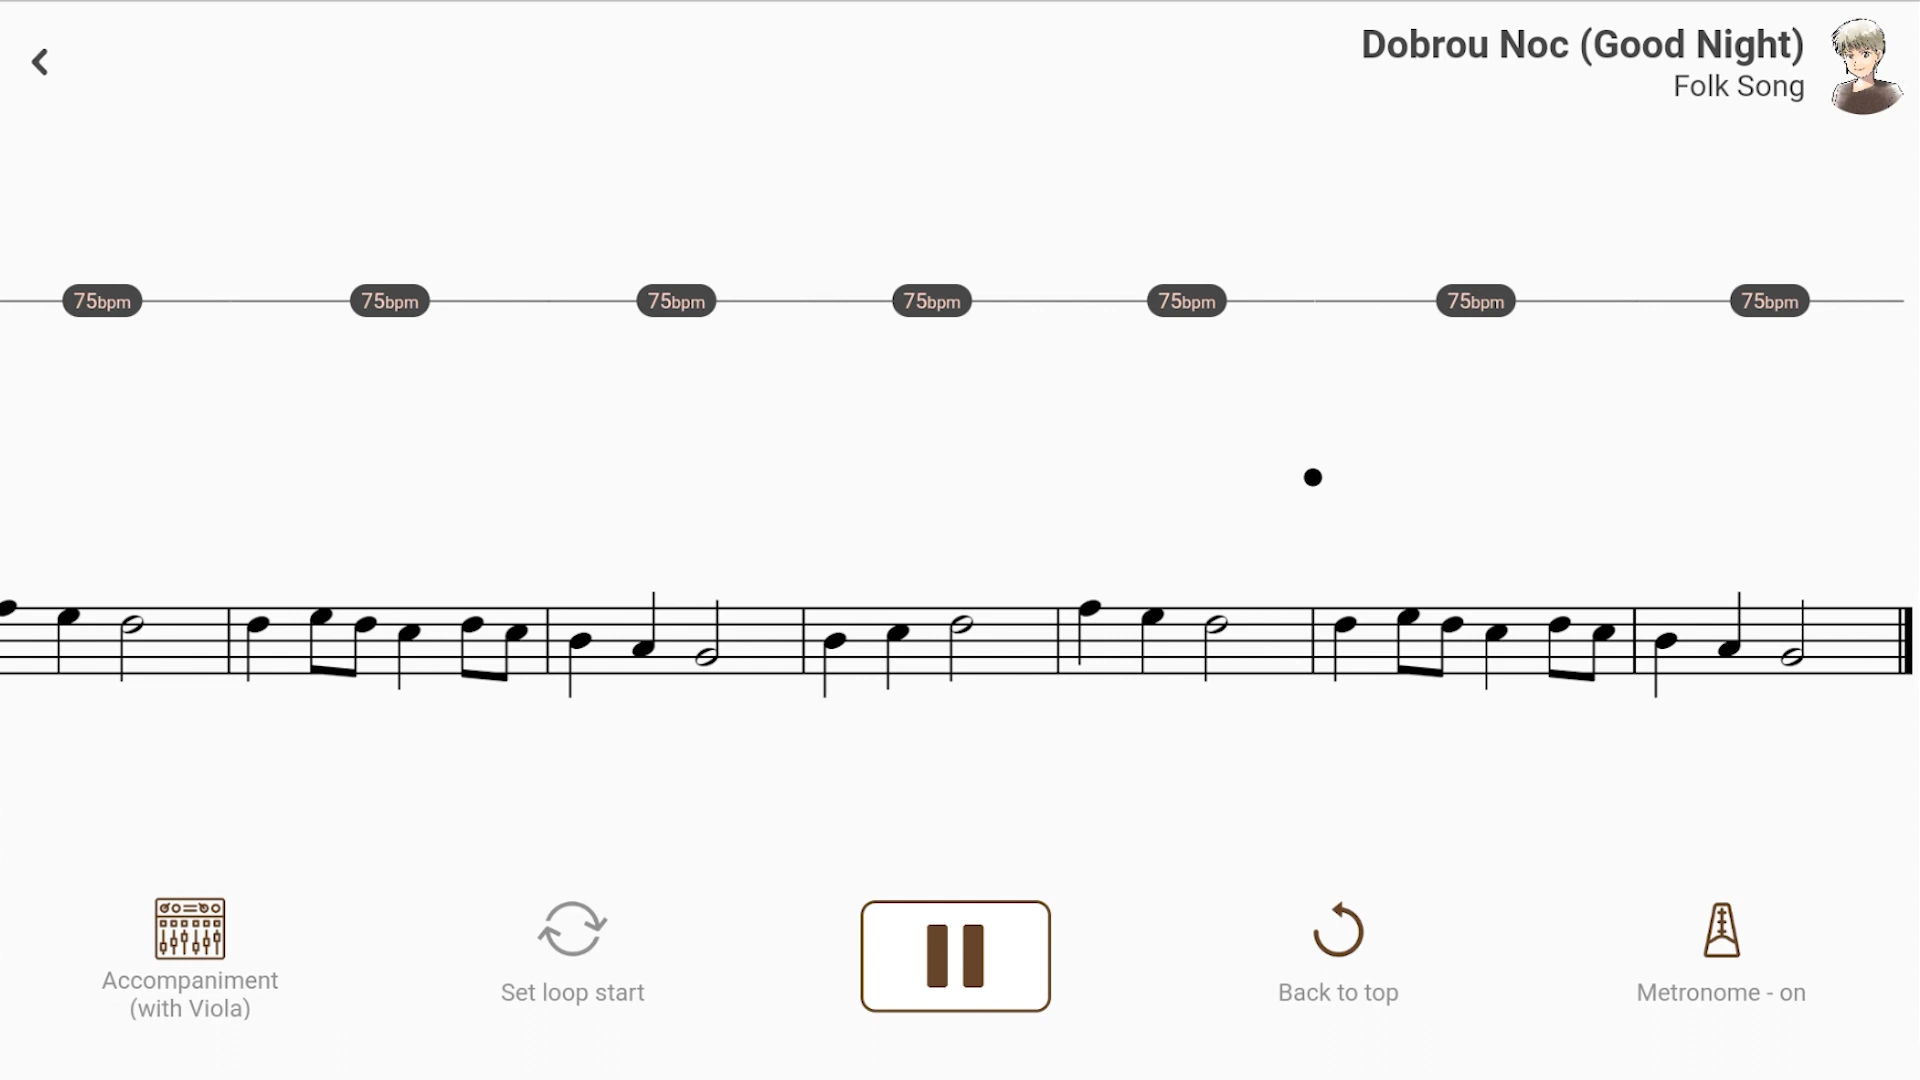 Dobrou Noc (Good Night)
Folk Song
75bpm 75bpm 75bpm 75bpm 75bpm 75bpm 75bpm
Accompaniment
(with Viola)
Set loop start
Back to top
Metronome - on